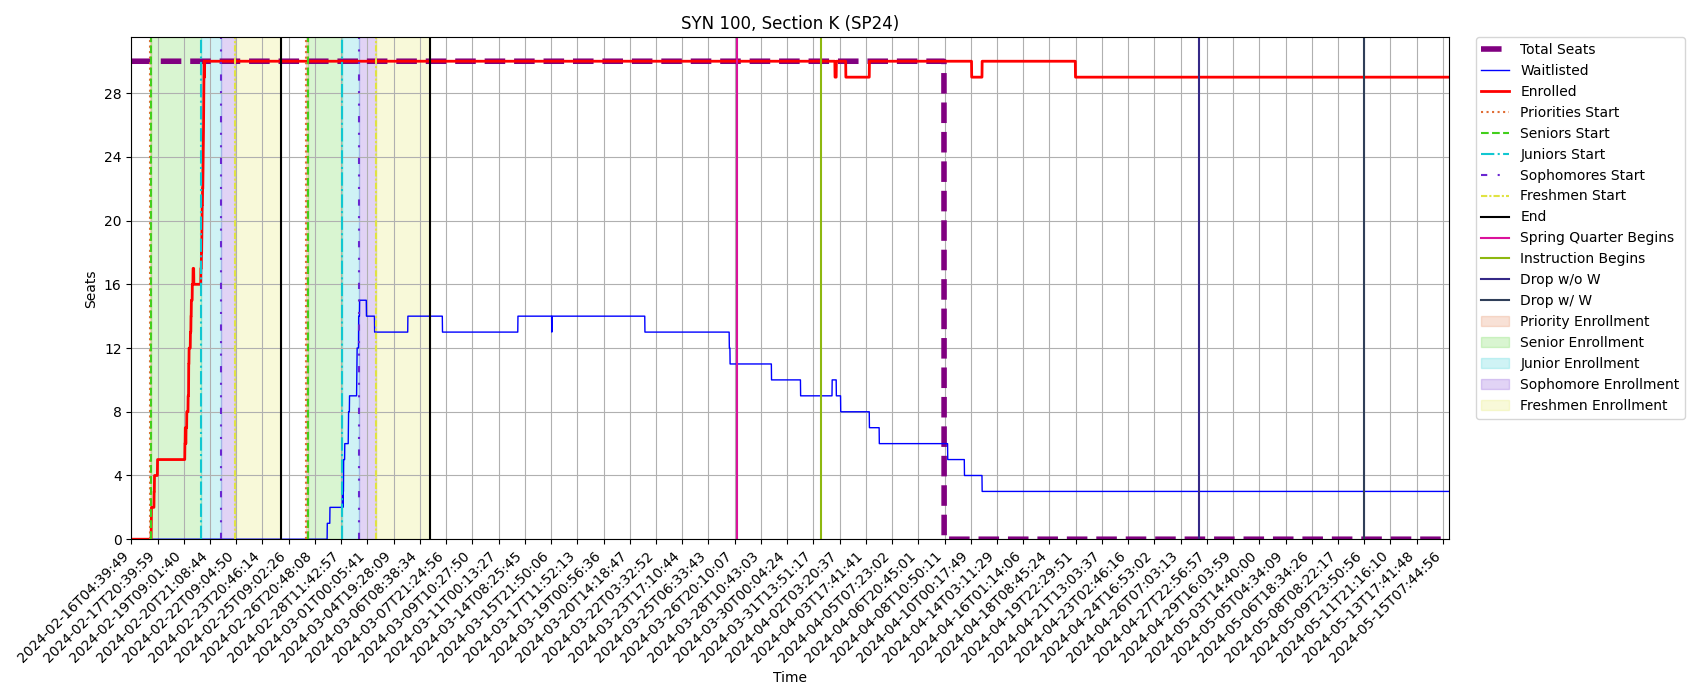 SYN 100, Section K (SP24)
Seats
28
24
20
16
12
8
4
0
2024-02-16T04:39:49
2024-02-17T20:39:59
2024-02-19T09:01:40
2024-02-20T21:08:44
2024-02-22T09:04:50
2024-02-23T20:46:14
2024-02-25T09:02:26
2024-02-26T20:48:08
2024-02-28T11:42:57
2024-03-01T00:05:41
2024-03-04T19:28:09
2024-03-06T08:38:34
2024-03-07T21:24:56
2024-03-09T10:27:50
2024-03-11T00:13:27
2024-03-14T08:25:45
2024-03-15T21:50:06
2024-03-17T11:52:13
2024-03-19T00:56:36
2024-03-20T14:18:47
2024-03-22T03:32:52
2024-03-23T17:10:44
2024-03-25T06:33:43
2024-03-26T20:10:07
2024-03-28T10:43:03
2024-03-30T00:04:24
2024-03-31T13:51:17
2024-04-02T03:20:37
2024-04-03T17:41:41
2024-04-05T07:23:02
2024-04-06T20:45:01
2024-04-08T10:50:11
2024-04-10T00:17:49
2024-04-14T03:11:29
2024-04-16T01:14:06
2024-04-18T08:45:24
2024-04-19T22:29:51
2024-04-21T13:03:37
2024-04-23T02:46:19
2024-04-24T16:53:02
2024-04-26T07:03:13
2024-04-27T22:56:57
2024-04-29T16:03:59
2024-05-03T14:40:00
2024-05-05T04:34:09
2024-05-06T18:34:26
2024-05-08T08:22:17
2024-05-09T23:50:56
2024-05-11T21:16:10
2024-05-13T17:41:48
2024-05-15T07:44:56
Time
Total Seats
Waitlisted
Enrolled
Priorities Start
Seniors Start
Juniors Start
Sophomores Start
Freshmen Start
End
Spring Quarter Begins
Instruction Begins
Drop w/o W
Drop w/ W
Priority Enrollment
Senior Enrollment
Junior Enrollment
Sophomore Enrollment
Freshmen Enrollment